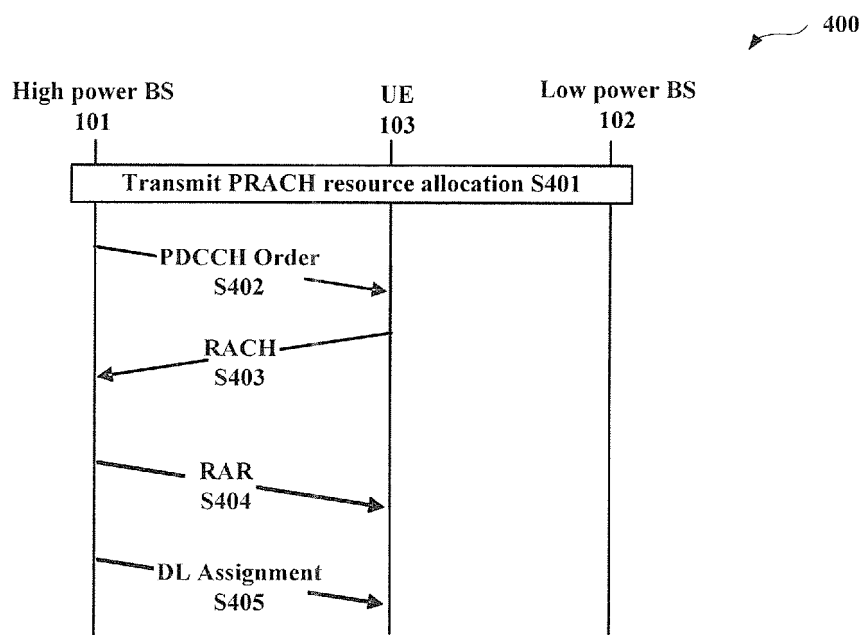 400
High power BS
101
UE
103
Low power BS
102
Transmit PRACH resource allocation S401
PDCCH Order
S402
RACH
S403
RAR
S404
DL Assignment
S405